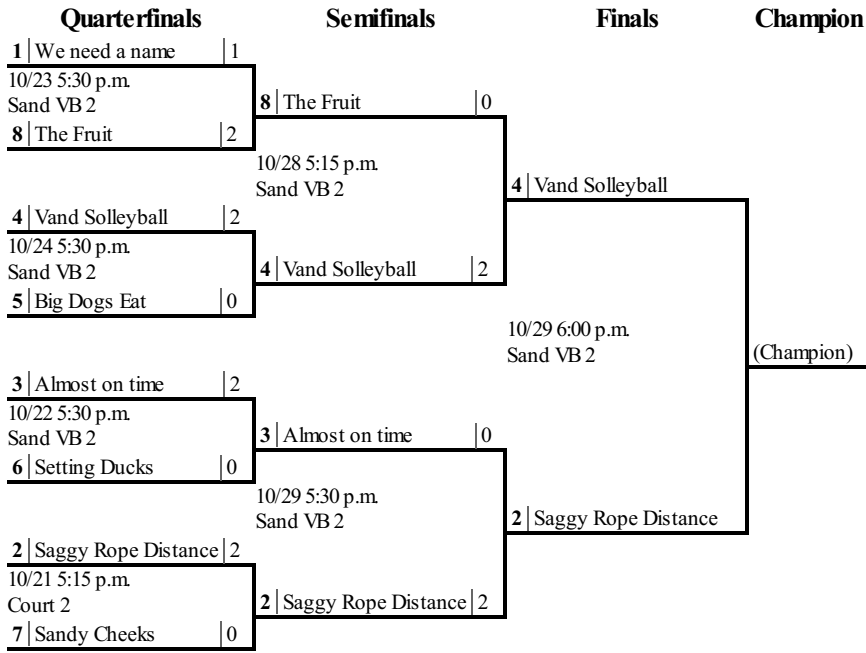 Quarterfinals Semifinals Finals Champion
1 We need a name 1
10/23 5:30 p.m.
Sand VB 2
8 The Fruit 2
4 Vand Solleyball 2
10/24 5:30 p.m.
Sand VB 2
5 Big Dogs Eat 0
3 Almost on time 2
10/22 5:30 p.m.
Sand VB 2
6 Setting Ducks 0
2 Saggy Rope Distance 2
10/21 5:15 p.m.
Court 2
7 Sandy Cheeks 0
8 The Fruit 0
10/28 5:15 p.m.
Sand VB 2
4 Vand Solleyball 2
3 Almost on time 0
10/29 5:30 p.m.
Sand VB 2
2 Saggy Rope Distance 2
4 Vand Solleyball
10/29 6:00 p.m.
Sand VB 2
2 Saggy Rope Distance
(Champion)